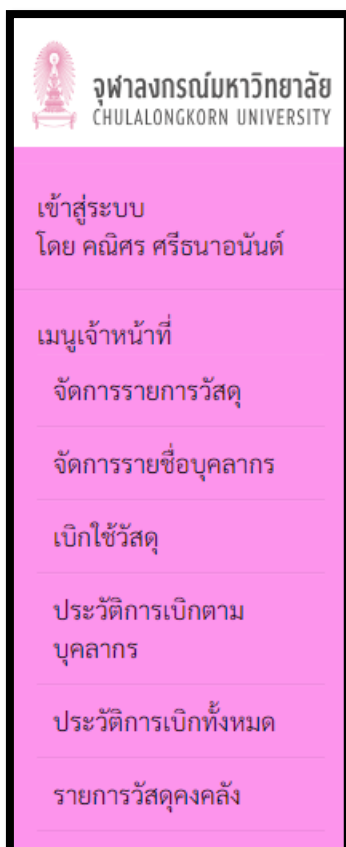 จุฬาลงกรณ์มหาวิทยาลัย
CHULALONGKORN UNIVERSITY
เข้าสู่ระบบ
โดย คณิศร ศรีธนาอนันต์
เมนูเจ้าหน้าที่
จัดการรายการวัสดุ
จัดการรายชื่อบุคลากร
เบิกใช้วัสดุ
ประวัติการเบิกตาม
บุคลากร
ประวัติการเบิกทั้งหมด
รายการวัสดุคงคลัง